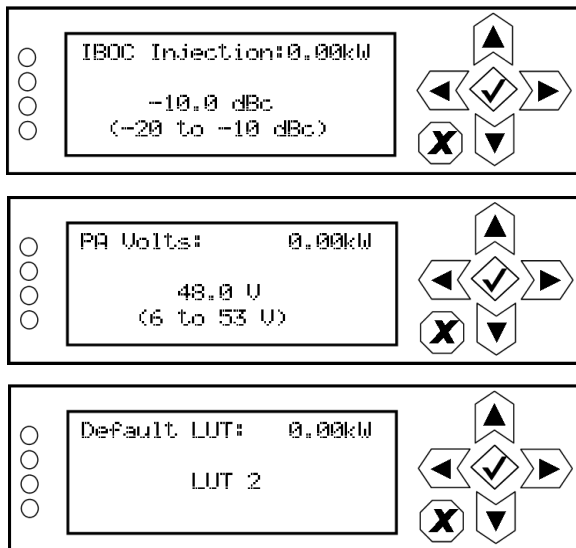 IBOC Injection:0.00kW
-10.0 dBc
(-20 to -10 dBc)
X
PA Volts: 0.00kW
48.0 V
(6 to 53 V)
X
Default LUT: 0.00kW
LUT 2
X